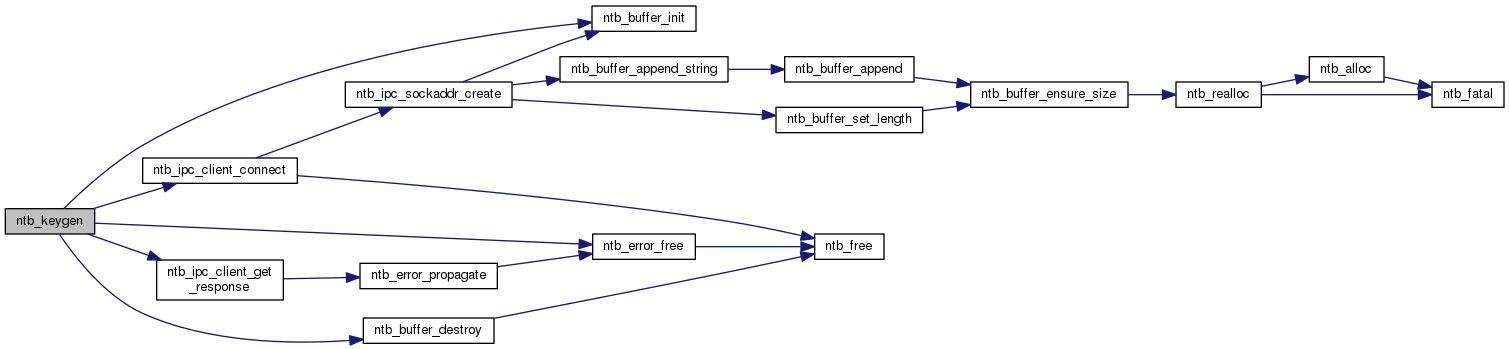 ntb_buffer_init
ntb_buffer_append_string
ntb_buffer_append
ntb_alloc
ntb_ipc_sockaddr_create
ntb_buffer_ensure_size
ntb_realloc
ntb_fatal
ntb_buffer_set_length
ntb_ipc_client_connect
ntb_keygen
ntb_error_free
ntb_free
ntb_ipc_client_get
_response
ntb_error_propagate
ntb_buffer_destroy